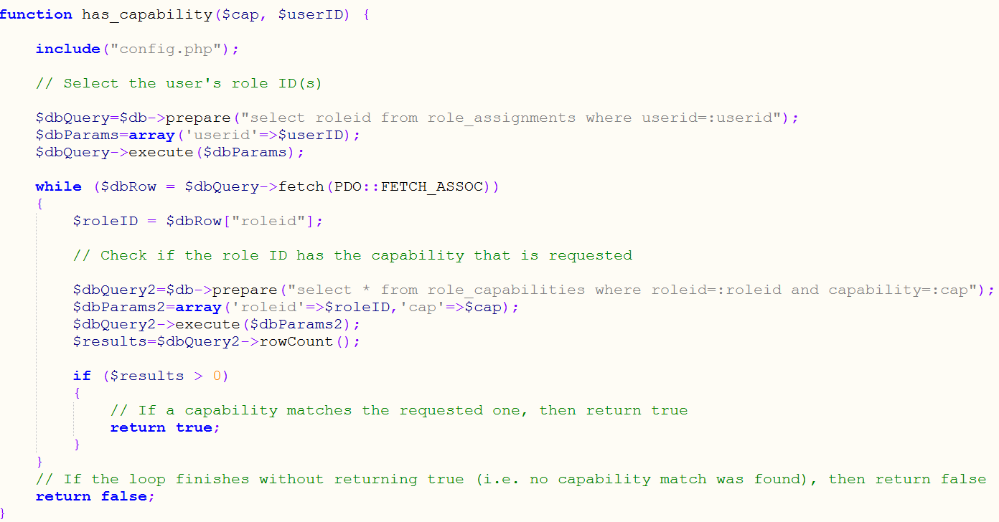 function has_capability($cap, $userID) {
include("config.php");
// Select the user's role ID(s)
$dbQuery=$db->prepare("select roleid from role_assignments where userid=:userid");
$dbParams=array('userid'=>$userID);
$dbQuery->execute($dbParams);
while ($dbRow = $dbQuery->fetch(PDO::FETCH_ASSOC))
{
$roleID = $dbRow["roleid"];
// Check if the role ID has the capability that is requested
$dbQuery2=$db->prepare("select * from role_capabilities where roleid=:roleid and capability=:cap");
$dbParams2=array('roleid'=>$roleID,'cap'=>$cap);
$dbQuery2->execute($dbParams2);
$results=$dbQuery2->rowCount();
if ($results > 0)
{
// If a capability matches the requested one, then return true
return true;
}
}
// If the loop finishes without returning true (i.e. no capability match was found), then return false
return false;
}